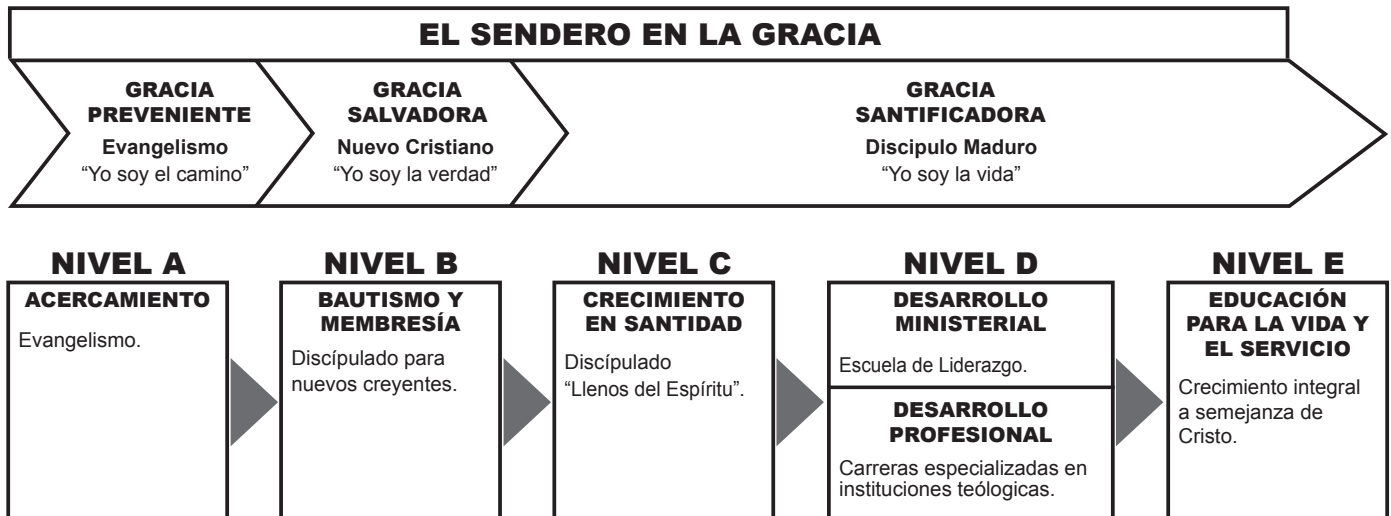 EL SENDERO EN LA GRACIA
GRACIA
PREVENIENTE
Evangelismo
“Yo soy el camino”
GRACIA
SALVADORA
Nuevo Cristiano
“Yo soy la verdad”
GRACIA
SANTIFICADORA
Discipulo Maduro
“Yo soy la vida”
NIVEL A
ACERCAMIENTO
Evangelismo.
NIVEL B
BAUTISMO Y
MEMBRESÍA
Discípulado para
nuevos creyentes.
NIVEL C
CRECIMIENTO
EN SANTIDAD
Discípulado
“Llenos del Espíritu”.
NIVEL D
DESARROLLO
MINISTERIAL
Escuela de Liderazgo.
DESARROLLO
PROFESIONAL
Carreras especializadas en
instituciones teólogicas.
NIVEL E
EDUCACIÓN
PARA LA VIDA Y
EL SERVICIO
Crecimiento integral
a semejanza de
Cristo.